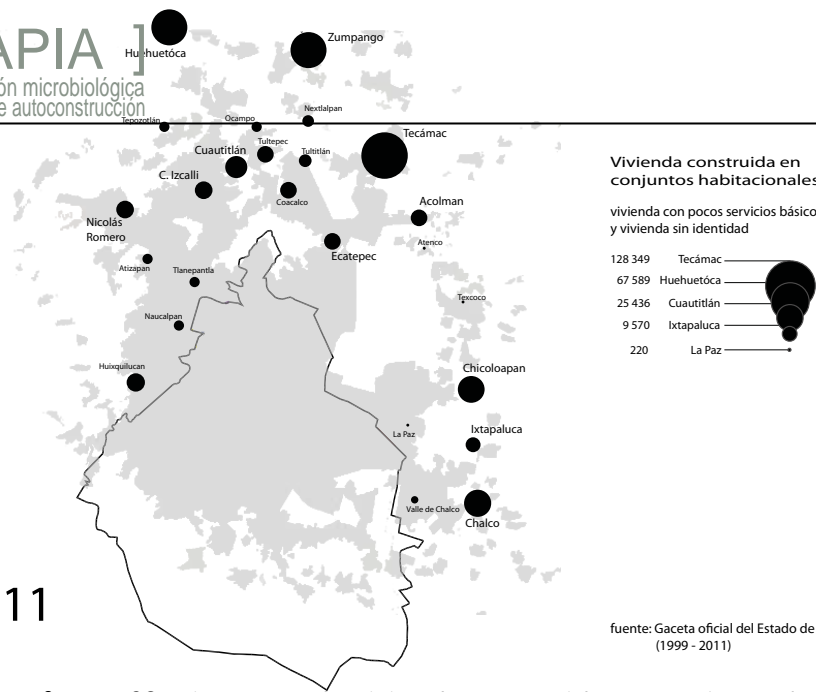 APIA ]
ón microbiológica
e autoconstrucción
Huehuetóca
Zumpango
Tepozotlán
Ocampo
Nextlalpan
Tecámac
Cuautitlán
Tultepec
Tultitlán
C. Izcalli
Coacalco
Acolman
Nicolás
Romero
Ecatepec
Atenco
Atizapan
Tlanepantla
Texcoco
Naucalpan
Huixquilucan
Chicoloapan
La Paz
Ixtapaluca
Valle de Chalco
Chalco
Vivienda construida en
conjuntos habitacionales
vivienda con pocos servicios básico
y vivienda sin identidad
128 349 Tecámac
67 589 Huehuetóca
25 436 Cuautitlán
9 570 Ixtapaluca
220 La Paz
11
fuente: Gaceta oficial del Estado de
(1999 - 2011)